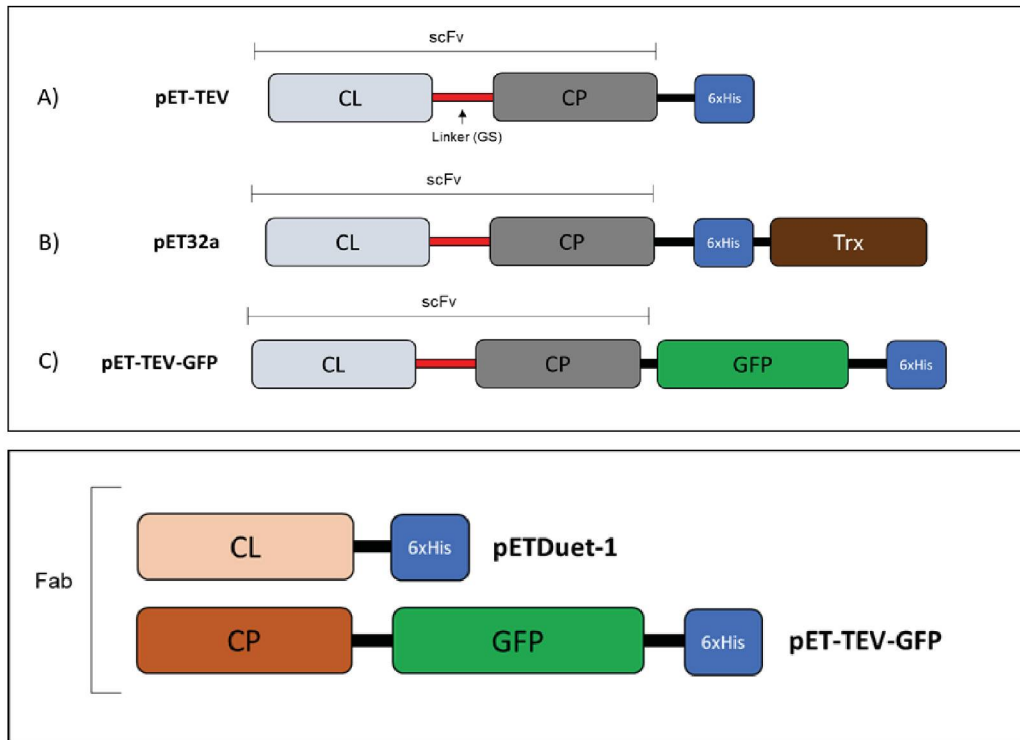 scFv
A) pET-TEV CL CP 6xHis
Linker (GS)
scFv
B) pET32a CL CP 6xHis Trx
scFv
C) pET-TEV-GFP CL CP GFP 6xHis
Fab
CL 6xHis pETDuet-1
CP GFP 6xHis pET-TEV-GFP